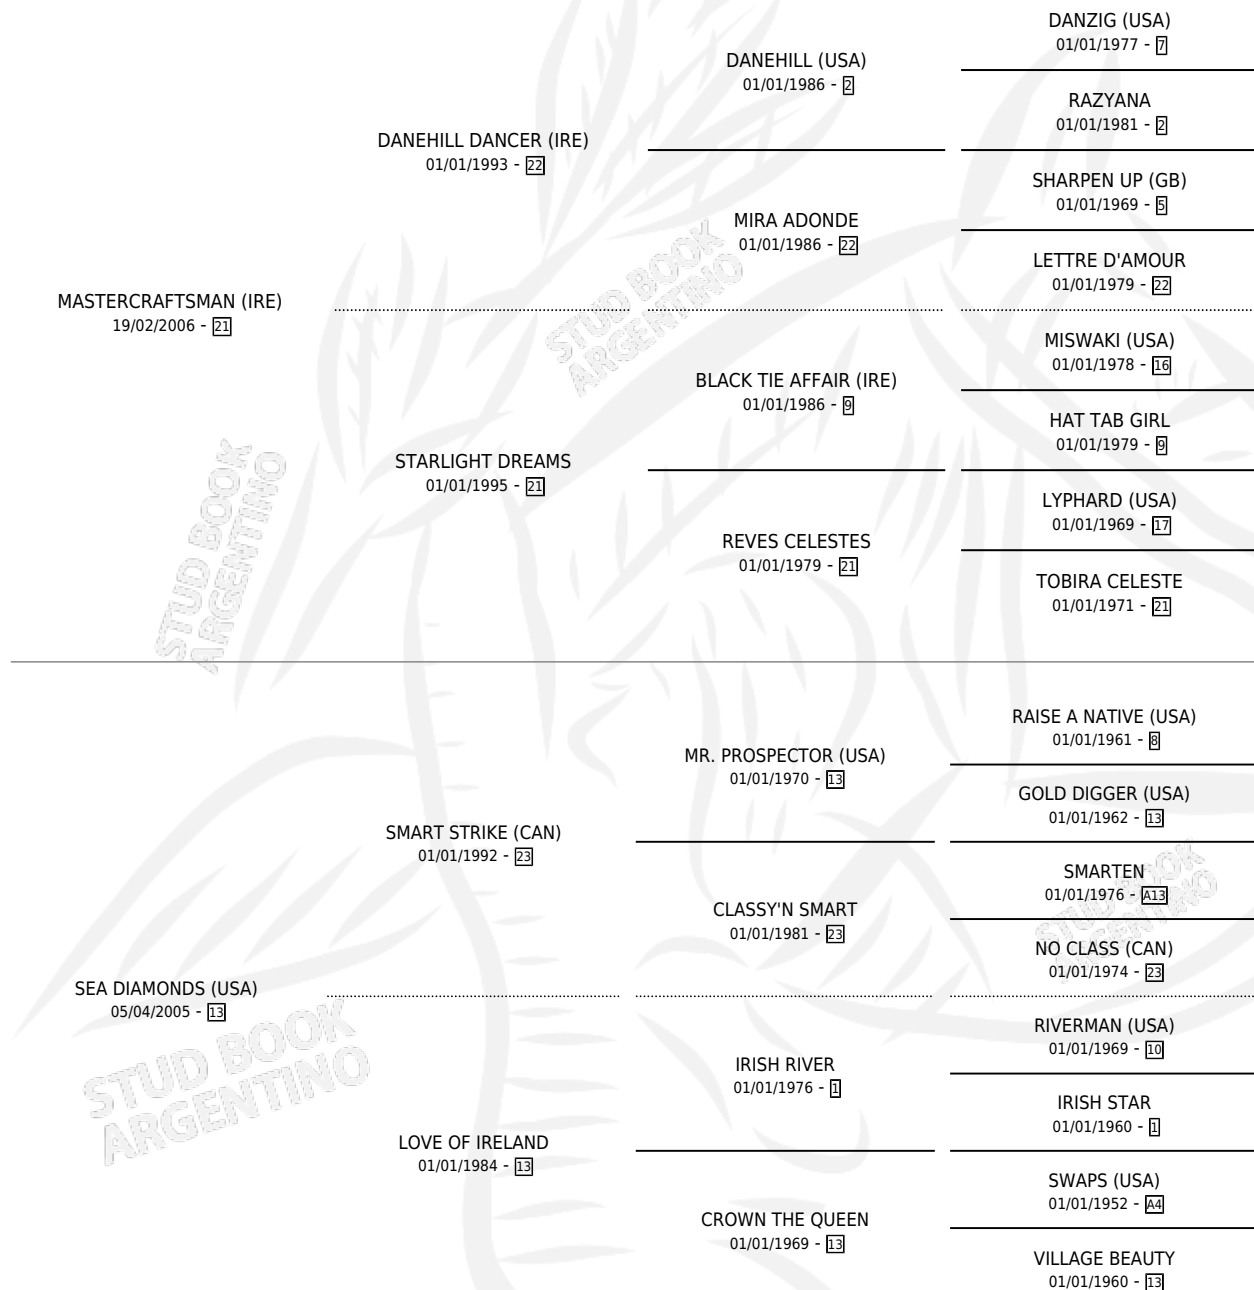 DANZIG (USA)
01/01/1977 - 7
DANEHILL (USA)
01/01/1986 - 2
RAZYANA
01/01/1981 - 2
DANEHILL DANCER (IRE)
01/01/1993 - 22
SHARPEN UP (GB)
01/01/1969 - 5
MIRA ADONDE
01/01/1986 - 22
LETTRE D'AMOUR
01/01/1979 - 22
MASTERCRAFTSMAN (IRE)
19/02/2006 - 21
STUD BOOK
ARGENTINO
MISWAKI (USA)
01/01/1978 - 16
BLACK TIE AFFAIR (IRE)
01/01/1986 - 9
HAT TAB GIRL
01/01/1979 - 9
STARLIGHT DREAMS
01/01/1995 - 21
LYPHARD (USA)
01/01/1969 - 17
REVES CELESTES
01/01/1979 - 21
TOBIRA CELESTE
01/01/1971 - 21
STUD BOOK
ARGENTINO
RAISE A NATIVE (USA)
01/01/1961 - 8
MR. PROSPECTOR (USA)
01/01/1970 - 13
GOLD DIGGER (USA)
01/01/1962 - 13
SMART STRIKE (CAN)
01/01/1992 - 23
SMARTEN
01/01/1976 - A13
CLASSY'N SMART
01/01/1981 - 23
NO CLASS (CAN)
01/01/1974 - 23
STUD BOOK
ARGENTINO
SEA DIAMONDS (USA)
05/04/2005 - 13
STUD BOOK
ARGENTINO
RIVERMAN (USA)
01/01/1969 - 10
IRISH RIVER
01/01/1976 - 1
IRISH STAR
01/01/1960 - 1
LOVE OF IRELAND
01/01/1984 - 13
SWAPS (USA)
01/01/1952 - A4
CROWN THE QUEEN
01/01/1969 - 13
VILLAGE BEAUTY
01/01/1960 - 13